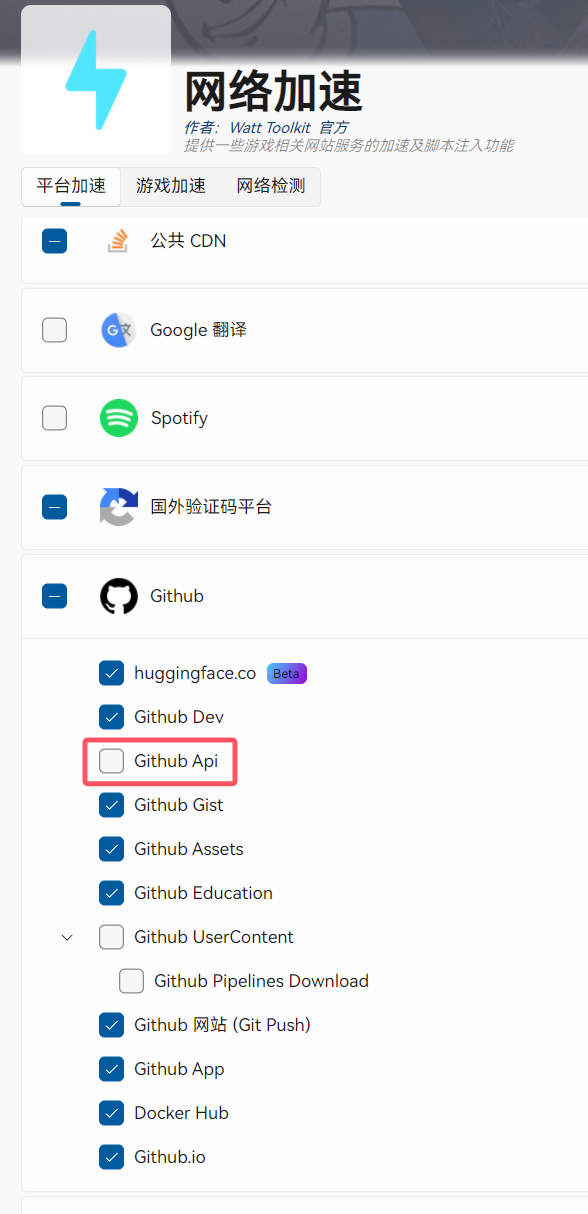 网络加速
作者：Watt Toolkit 官方
提供一些游戏相关网站服务的加速及脚本注入功能
平台加速 游戏加速 网络检测
公共 CDN
Google 翻译
Spotify
国外验证码平台
Github
huggingface.co Beta
Github Dev
Github Api
Github Gist
Github Assets
Github Education
Github UserContent
Github Pipelines Download
Github 网站 (Git Push)
Github App
Docker Hub
Github.io